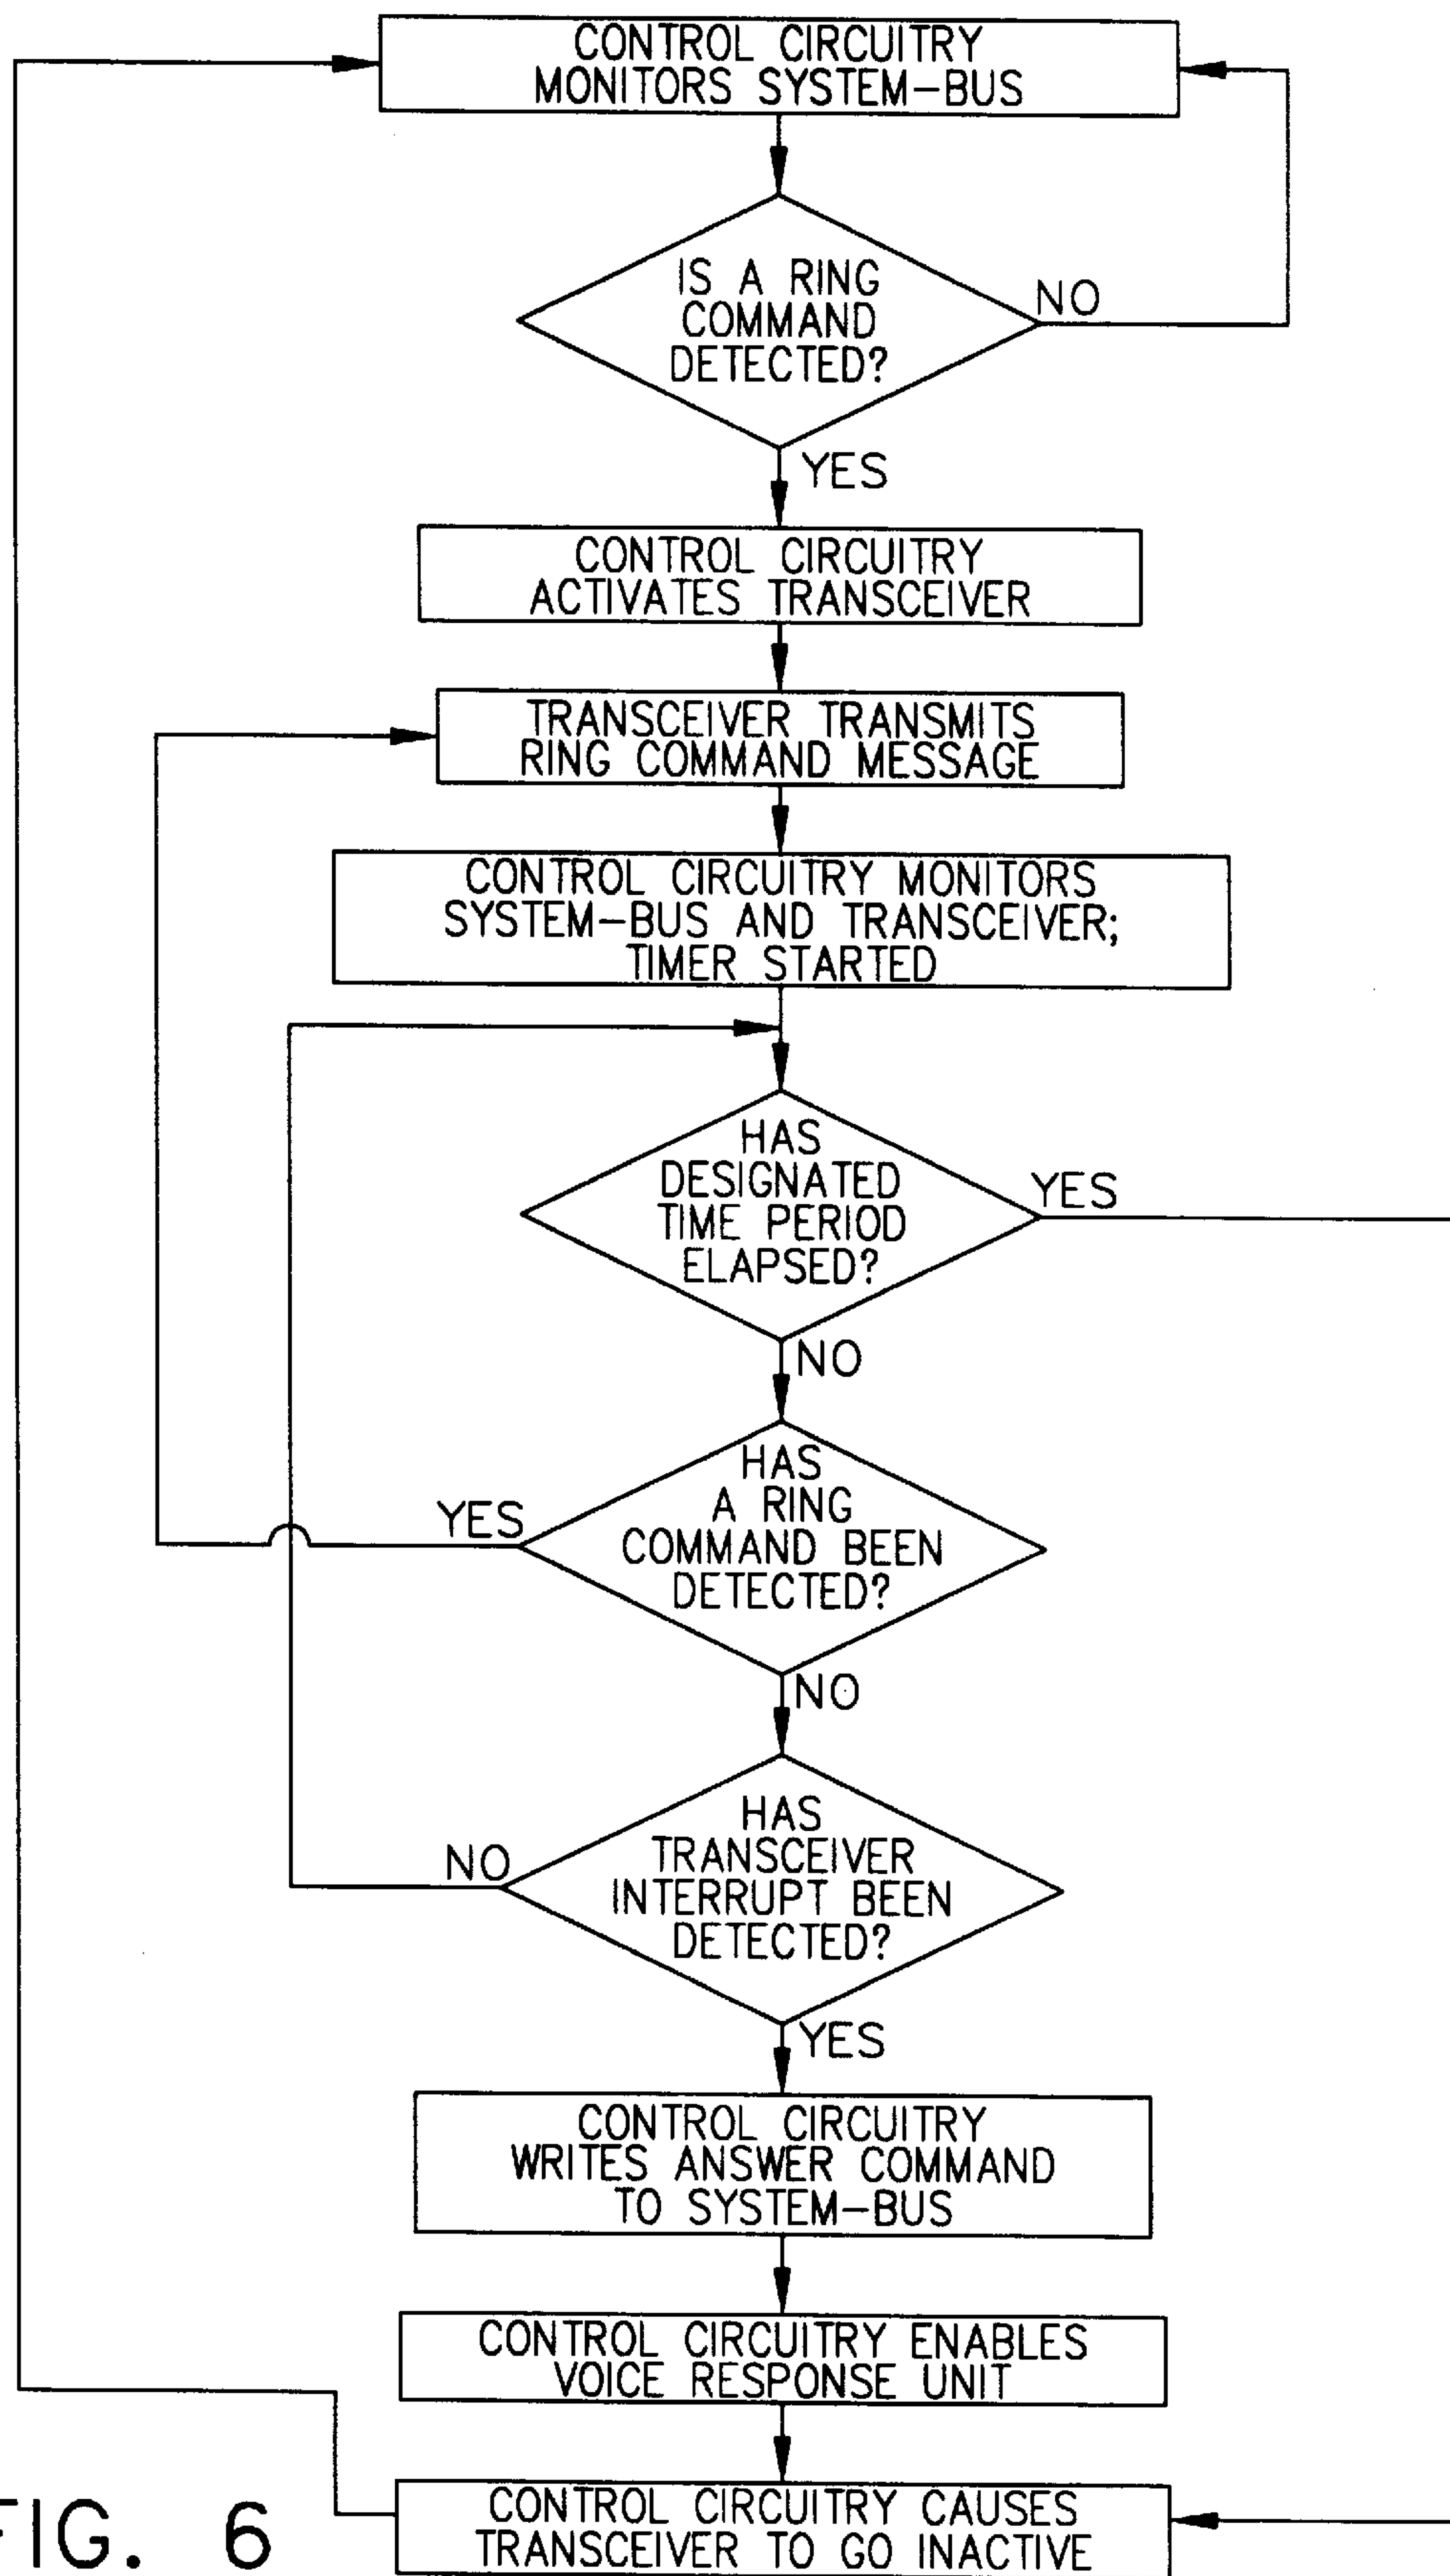 CONTROL CIRCUITRY
MONITORS SYSTEM-BUS
IS A RING
COMMAND
DETECTED?
NO
YES
CONTROL CIRCUITRY
ACTIVATES TRANSCEIVER
TRANSCEIVER TRANSMITS
RING COMMAND MESSAGE
CONTROL CIRCUITRY MONITORS
SYSTEM-BUS AND TRANSCEIVER;
TIMER STARTED
HAS
DESIGNATED
TIME PERIOD
ELAPSED?
YES
NO
HAS
A RING
COMMAND BEEN
DETECTED?
YES
NO
HAS
TRANSCEIVER
INTERRUPT BEEN
DETECTED?
NO
YES
CONTROL CIRCUITRY
WRITES ANSWER COMMAND
TO SYSTEM-BUS
CONTROL CIRCUITRY ENABLES
VOICE RESPONSE UNIT
CONTROL CIRCUITRY CAUSES
TRANSCEIVER TO GO INACTIVE
FIG. 6